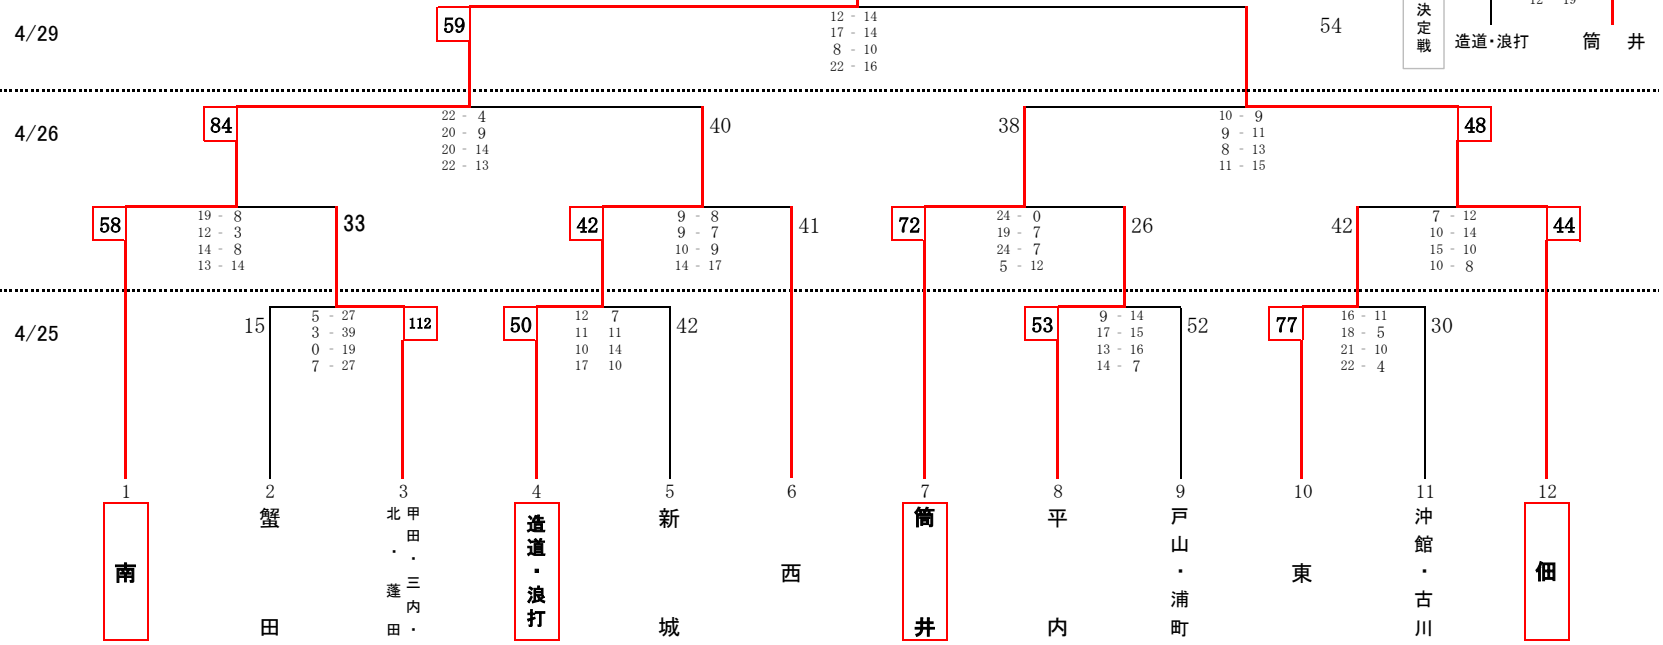 4/29
59
12 - 14
17 - 14
8 - 10
22 - 16
54
決定戦
造道・浪打
筒井
4/26
84
22 - 4
20 - 9
20 - 14
22 - 13
40
38
10 - 9
9 - 11
8 - 13
11 - 15
48
58
19 - 8
12 - 3
14 - 8
13 - 14
33
42
9 - 8
9 - 7
10 - 9
14 - 17
41
72
24 - 0
19 - 7
24 - 7
5 - 12
26
42
7 - 12
10 - 14
15 - 10
10 - 8
44
4/25
15
5 - 27
3 - 39
0 - 19
7 - 27
112
50
12 7
11 11
10 14
17 10
42
53
9 - 14
17 - 15
13 - 16
14 - 7
52
77
16 - 11
18 - 5
21 - 10
22 - 4
30
1
2
3
4
5
6
7
8
9
10
11
12
南
蟹田
甲田・三内・
北・蓬田
造道・浪打
新城
西
筒井
平内
戸山・浦町
東
沖館・古川
佃